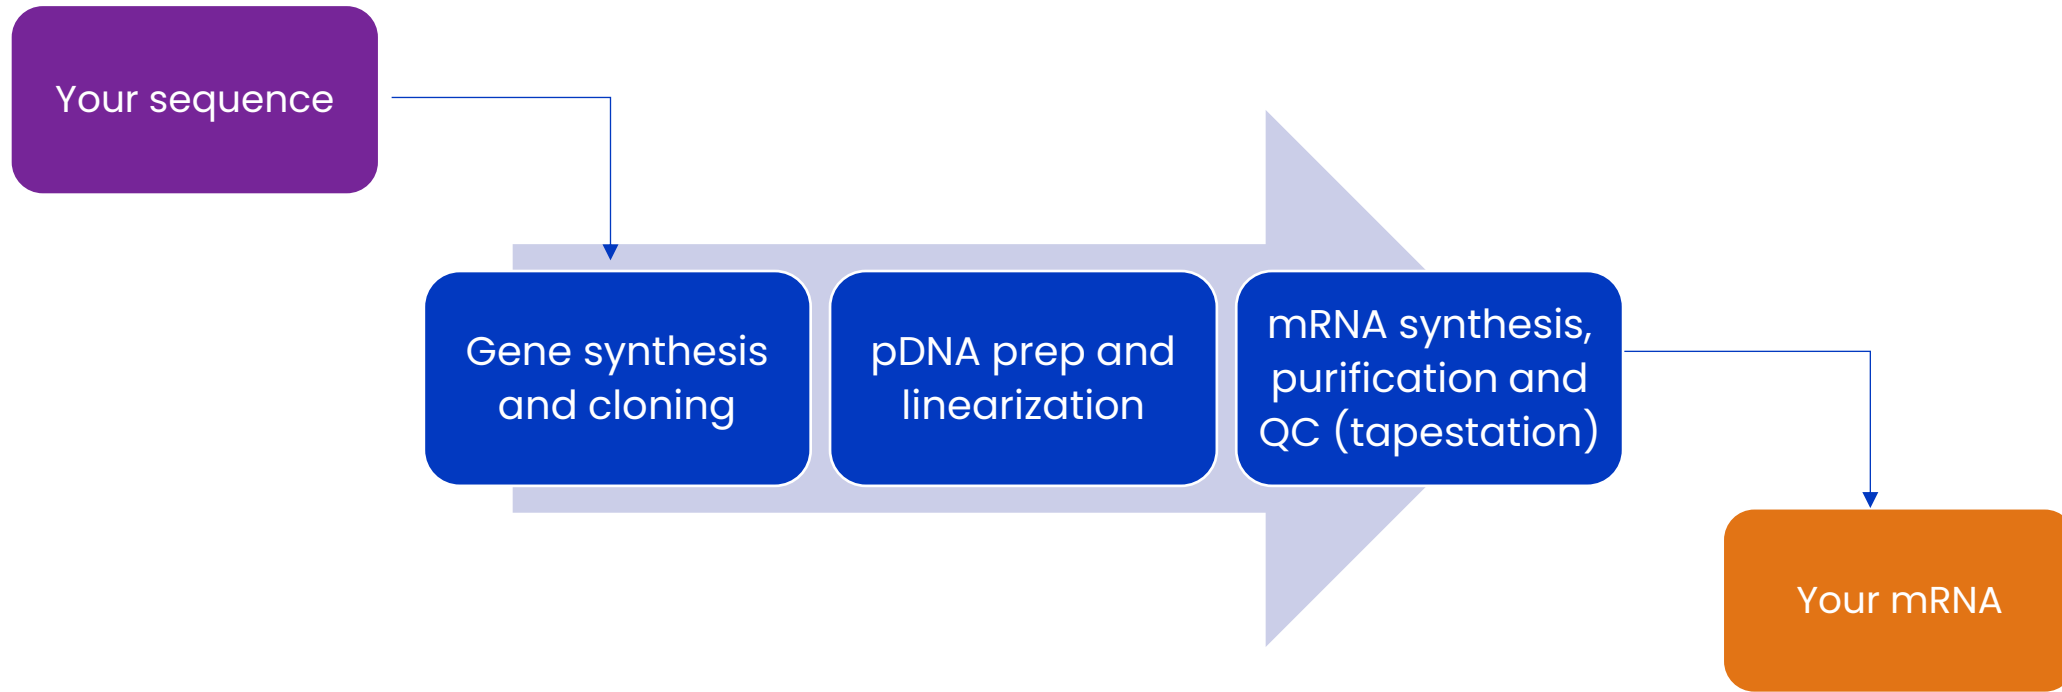 Your sequence
Gene synthesis
and cloning
pDNA prep and
linearization
mRNA synthesis,
purification and
QC (tapestation)
Your mRNA